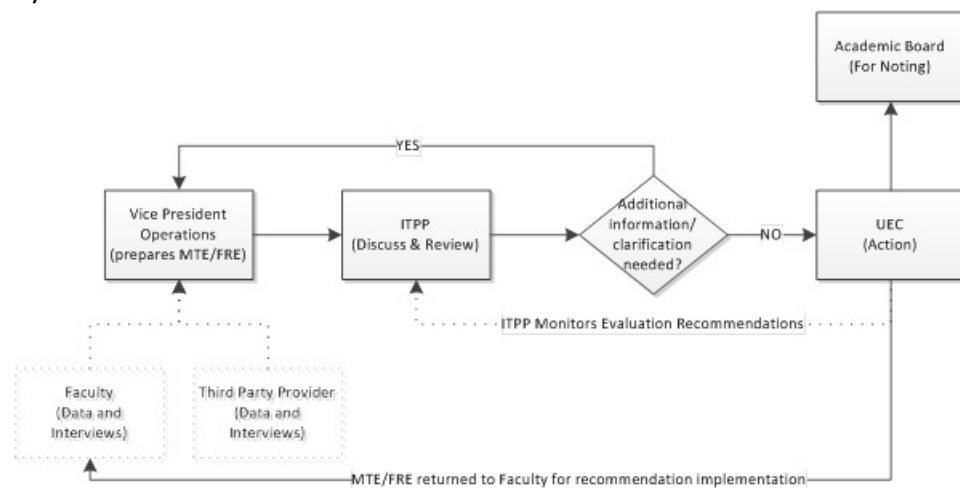 Academic Board
(For Noting)
YES
Vice President
Operations
(prepares MTE/FRE)
ITPP
(Discuss & Review)
Additional
information/
clarification
needed?
NO
UEC
(Action)
ITPP Monitors Evaluation Recommendations
Faculty
(Data and
Interviews)
Third Party Provider
(Data and
Interviews)
MTE/FRE returned to Faculty for recommendation implementation